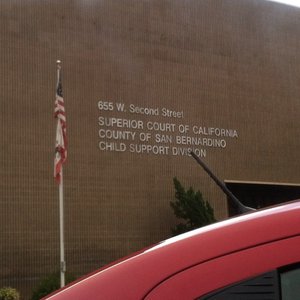 655 W. Second Street
SUPERIOR COURT OF CALIFORNIA
COUNTY OF SAN BERNARDINO
CHILD SUPPORT DIVISION